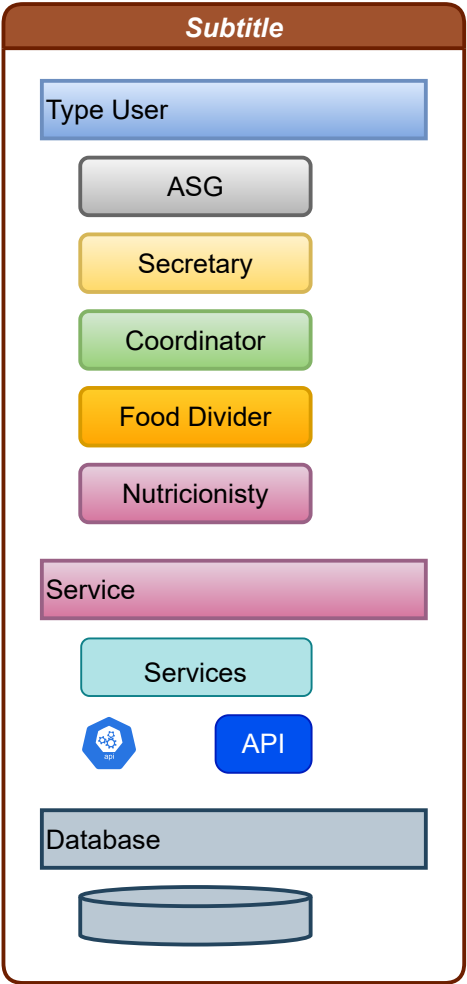 Subtitle
Type User
ASG
Secretary
Coordinator
Food Divider
Nutricionisty
Service
Services
api
API
Database